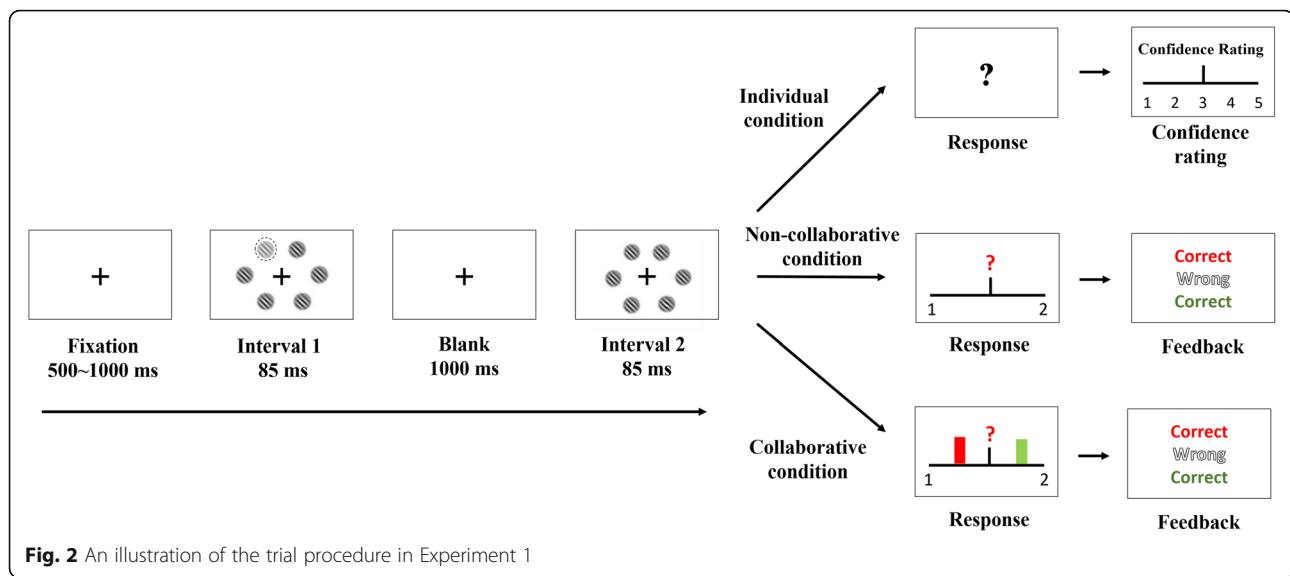 Individual
condition
?
Response
Confidence Rating
1 2 3 4 5
Confidence
rating
+
Fixation
500~1000 ms
+
Interval 1
85 ms
+
Blank
1000 ms
+
Interval 2
85 ms
Non-collaborative
condition
?
1 2
Response
Correct
Wrong
Correct
Feedback
Collaborative
condition
?
1 2
Response
Correct
Wrong
Correct
Feedback
Fig. 2 An illustration of the trial procedure in Experiment 1